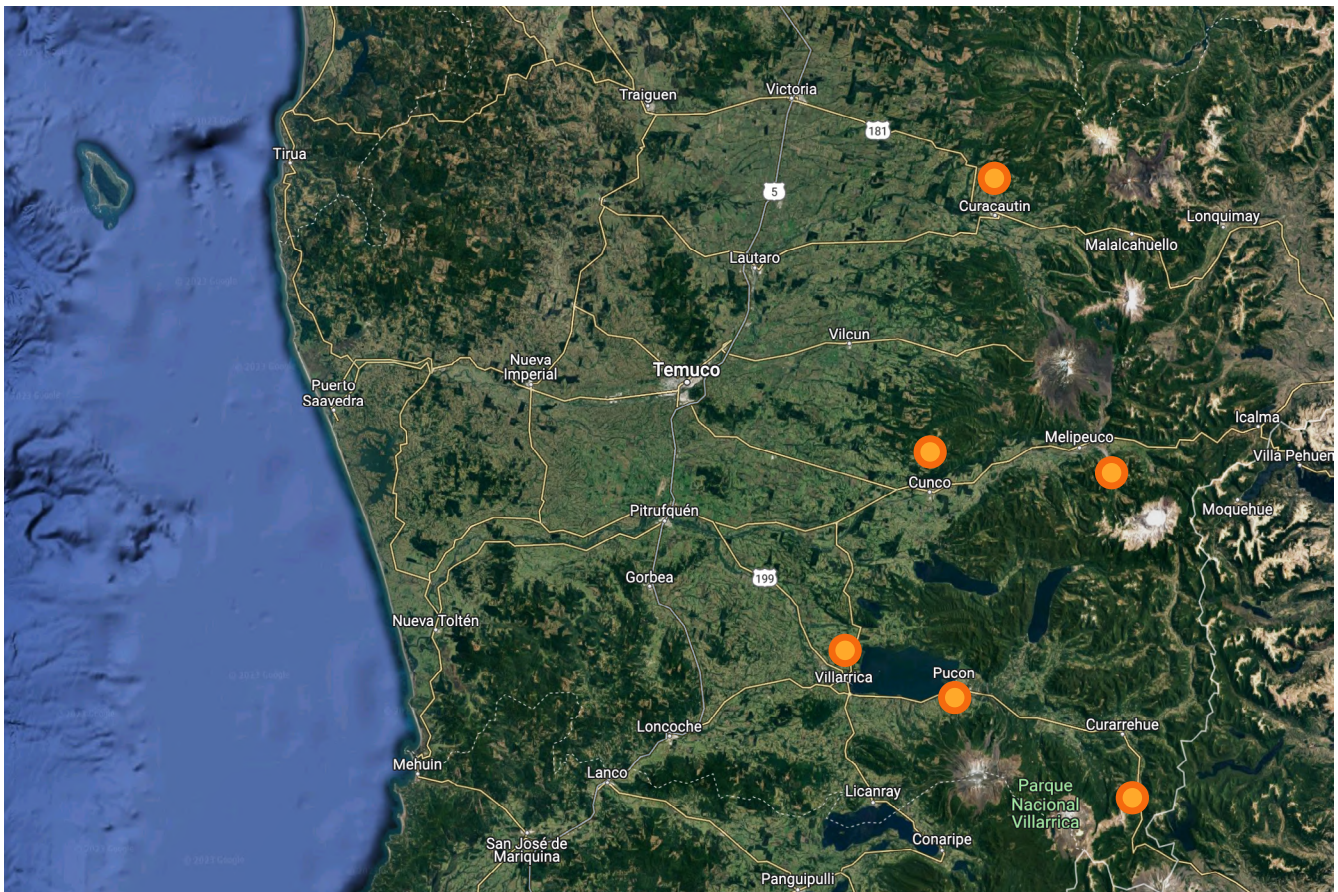 Traiguen
Victoria
181
Tirua
5
Curacautin
Lonquimay
Malalcahuello
Lautaro
Vilcun
Nueva
Imperial
Temuco
Puerto
Saavedra
Icalma
Melipeuco
Villa Pehuen
Cunco
Moquehue
Pitrufquén
Gorbea
199
Nueva Toltén
Villarrica
Pucon
Loncoche
Curarrehue
Mehuin
Lanco
Licanray
Parque
Nacional
Villarrica
San José de
Mariquina
Conaripe
Panguipulli